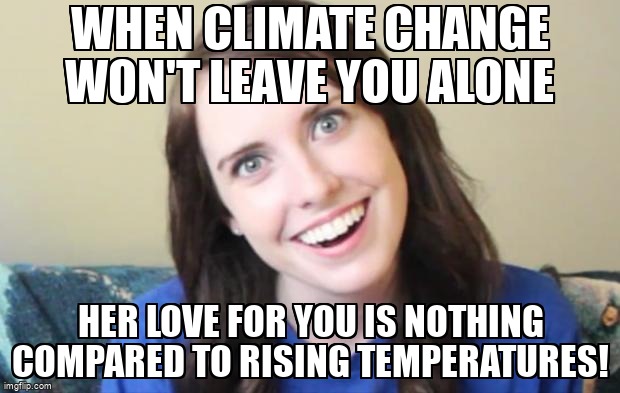 WHEN CLIMATE CHANGE
WON'T LEAVE YOU ALONE
HER LOVE FOR YOU IS NOTHING
COMPARED TO RISING TEMPERATURES!
imgflip.com